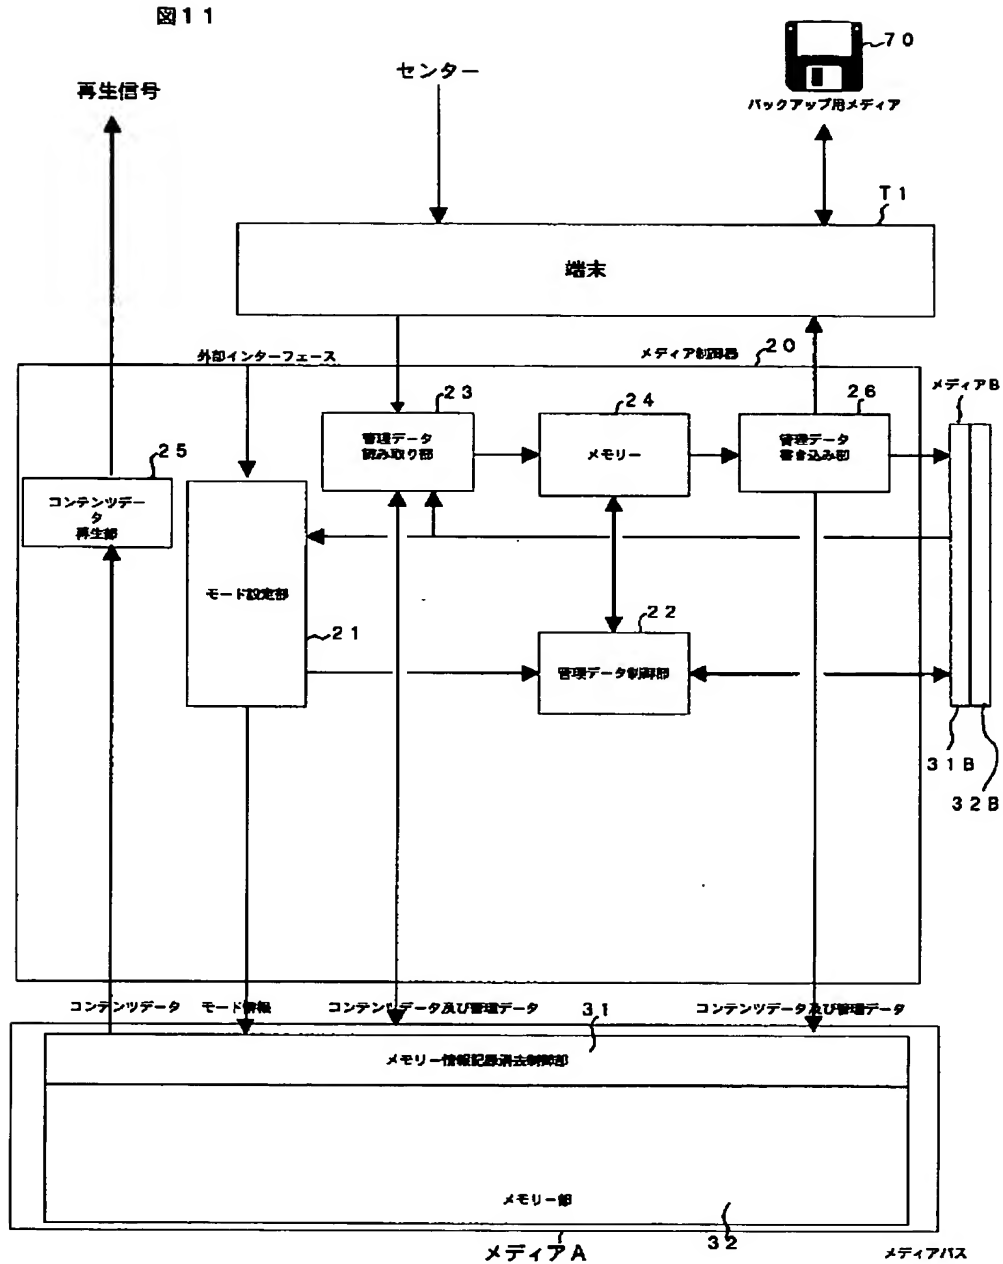 図１１
７０
センター
再生信号
バックアップ用メディア
Ｔ１
端末
外部インターフェース
メディア制御器
２０
メディアＢ
２３
２４
２６
管理データ
読み取り部
メモリー
管理データ
書き込み部
２５
コンテンツデー
タ
再生部
モード設定部
２１
２２
管理データ制御部
３１Ｂ
３２Ｂ
コンテンツデータ
モード情報
コンテンツデータ及び管理データ
３１
コンテンツデータ及び管理データ
メモリー情報記録消去制御部
メモリー部
３２
メディアＡ
メディアバス